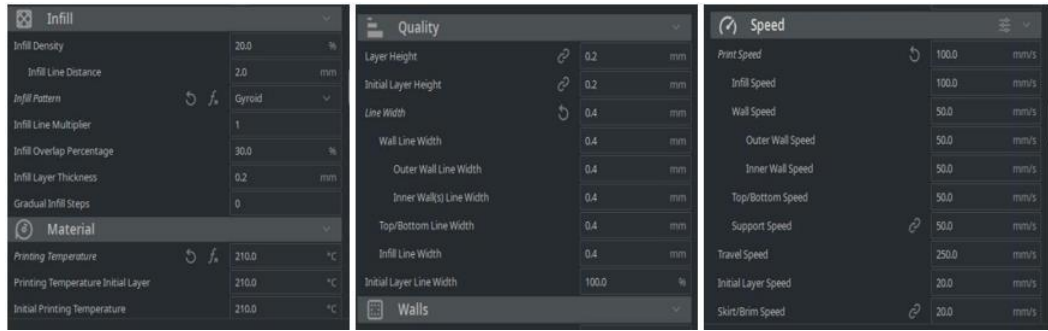 Infill
Infill Density 20.0 %
Infill Line Distance 2.0 mm
Infill Pattern Gyroid
Infill Line Multiplier 1
Infill Overlap Percentage 30.0 %
Infill Layer Thickness 0.2 mm
Gradual Infill Steps 0
Material
Printing Temperature 210.0 °C
Printing Temperature Initial Layer 210.0 °C
Initial Printing Temperature 210.0 °C
Quality
Layer Height 0.2 mm
Initial Layer Height 0.2 mm
Line Width 0.4 mm
Wall Line Width 0.4 mm
Outer Wall Line Width 0.4 mm
Inner Wall(s) Line Width 0.4 mm
Top/Bottom Line Width 0.4 mm
Infill Line Width 0.4 mm
Initial Layer Line Width 100.0 %
Walls
Speed
Print Speed 100.0 mm/s
Infill Speed 100.0 mm/s
Wall Speed 50.0 mm/s
Outer Wall Speed 50.0 mm/s
Inner Wall Speed 50.0 mm/s
Top/Bottom Speed 50.0 mm/s
Support Speed 50.0 mm/s
Travel Speed 250.0 mm/s
Initial Layer Speed 20.0 mm/s
Skirt/Brim Speed 20.0 mm/s